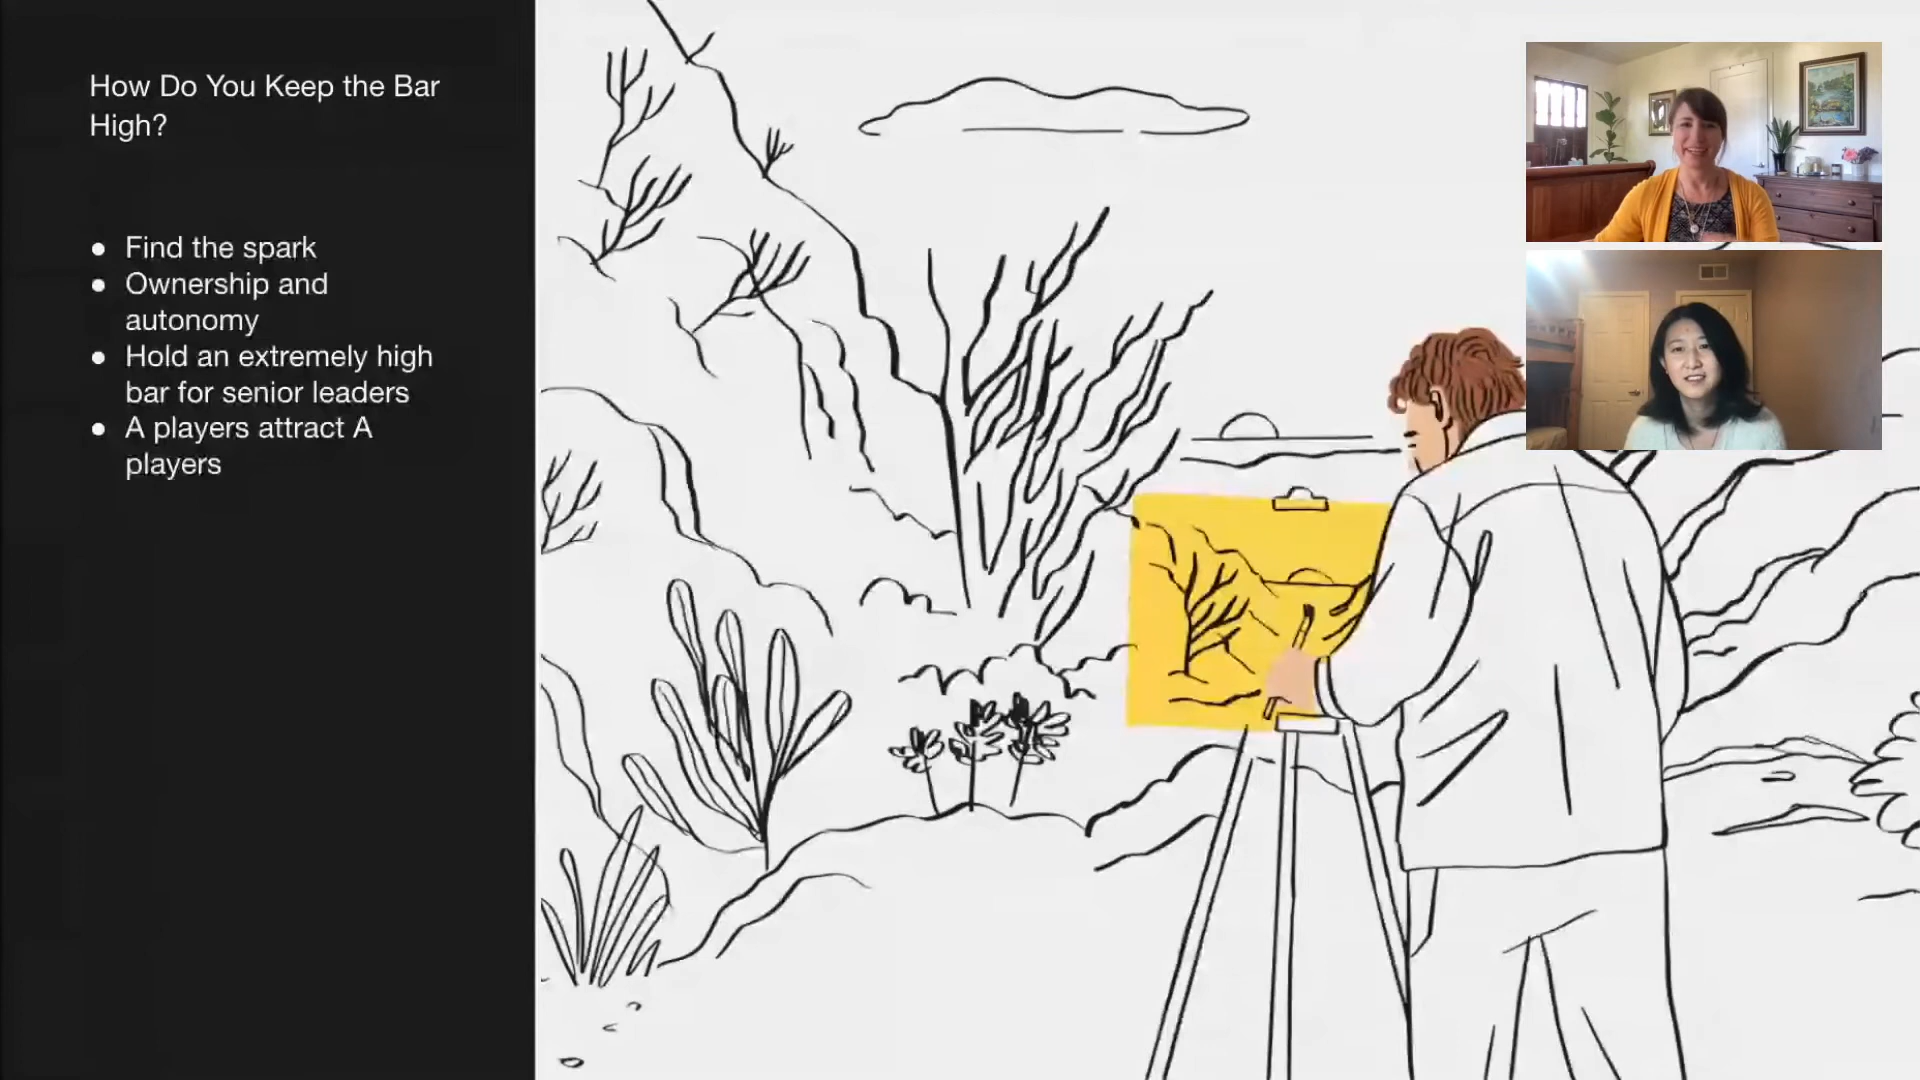 How Do You Keep the Bar
High?
● Find the spark
● Ownership and
autonomy
● Hold an extremely high
bar for senior leaders
● A players attract A
players